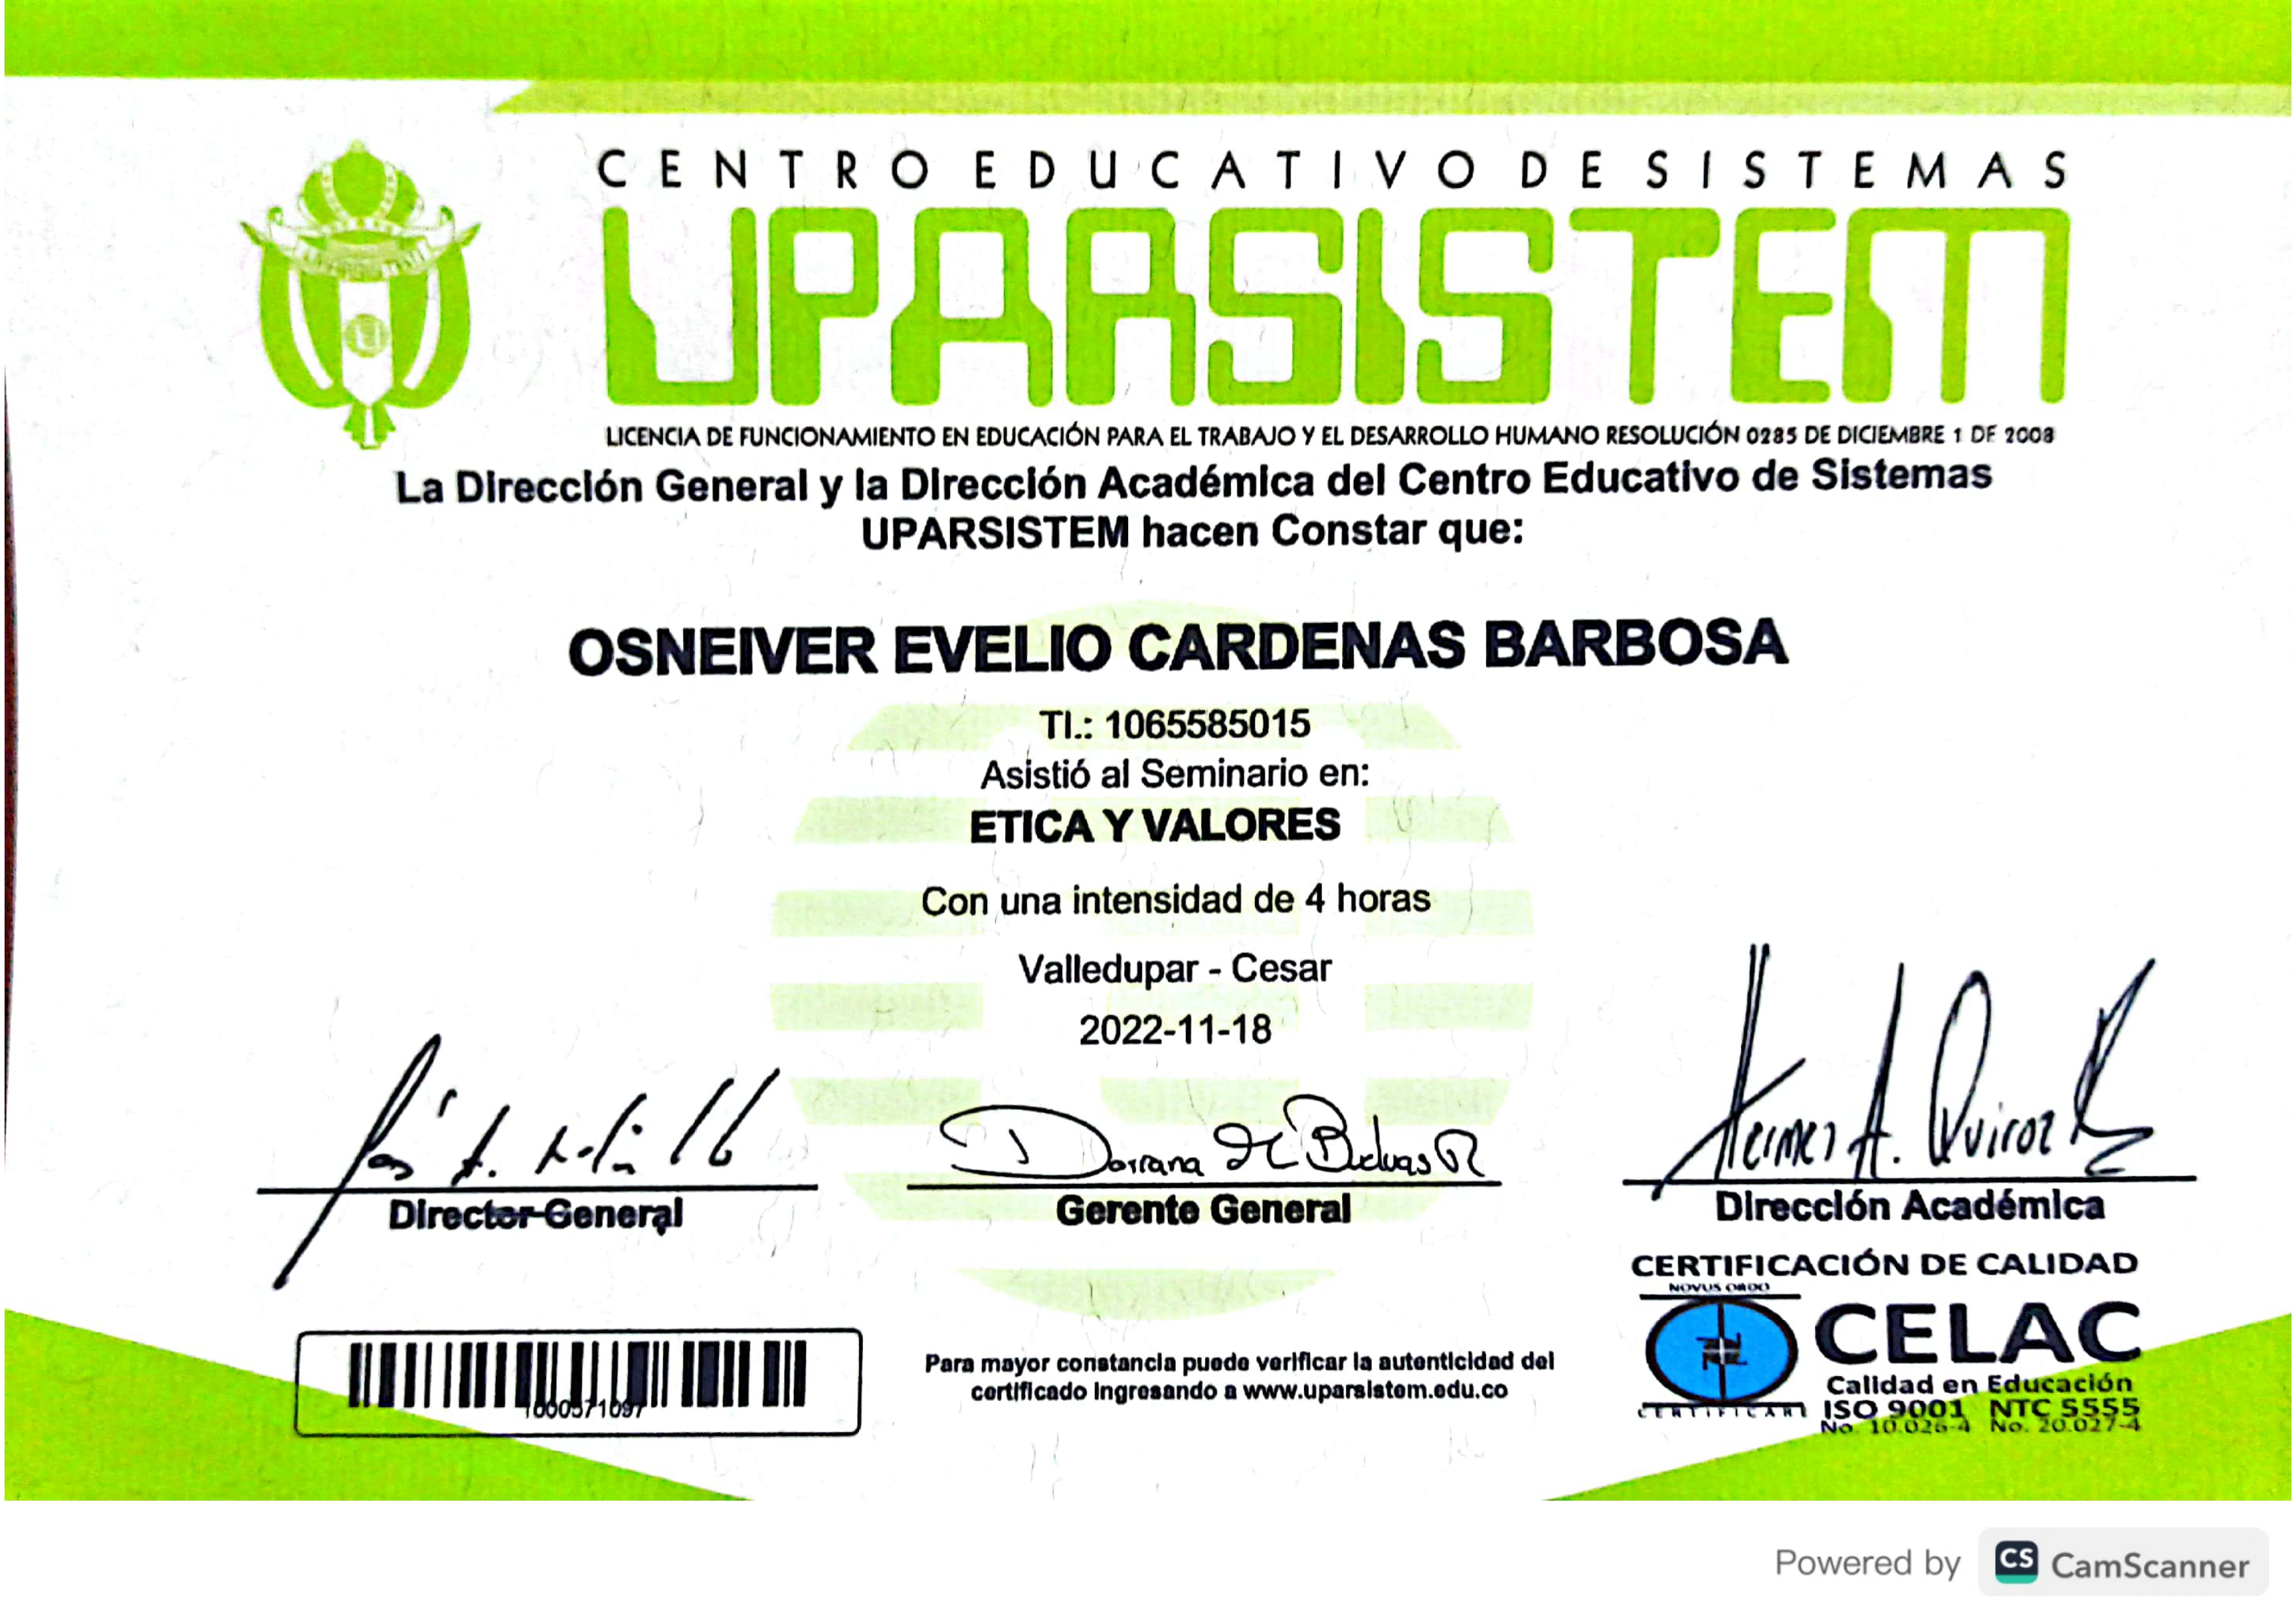 CENTRO EDUCATIVO DE SISTEMAS
UPARSISTEM
LICENCIA DE FUNCIONAMIENTO EN EDUCACIÓN PARA EL TRABAJO Y EL DESARROLLO HUMANO RESOLUCIÓN 0285 DE DICIEMBRE 1 DE 2008
La Dirección General y la Dirección Académica del Centro Educativo de Sistemas
UPARSISTEM hacen Constar que:
OSNEIVER EVELIO CARDENAS BARBOSA
TI.: 1065585015
Asistió al Seminario en:
ETICA Y VALORES
Con una intensidad de 4 horas
Valledupar - Cesar
2022-11-18
Hermes A. Quiroz
Director General
Gerente General
Dirección Académica
CERTIFICACIÓN DE CALIDAD
NOVUS ORDO
CELAC
Calidad en Educación
CERTIFICARE
ISO 9001 NTC 5555
No. 10.026-4 No. 20.027-4
1000571097
Para mayor constancia puede verificar la autenticidad del
certificado ingresando a www.uparsistem.edu.co
Powered by CS CamScanner